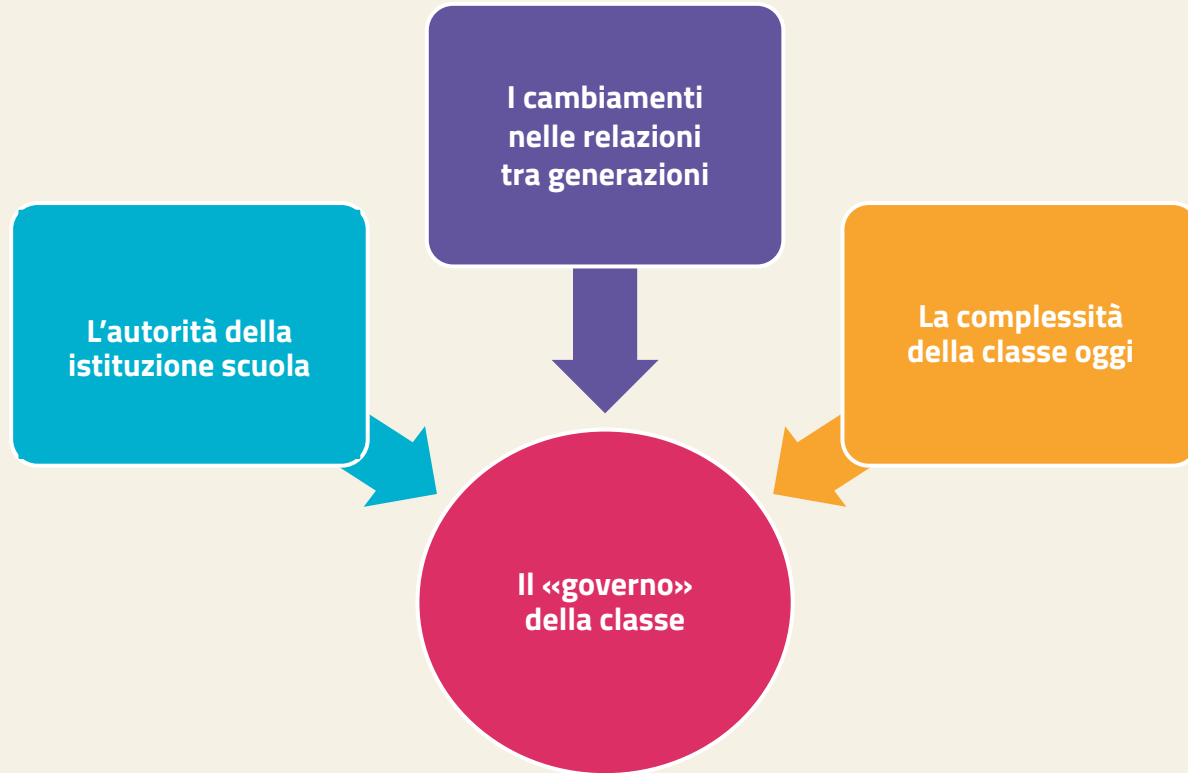 I cambiamenti
nelle relazioni
tra generazioni
L’autorità della
istituzione scuola
La complessità
della classe oggi
Il «governo»
della classe